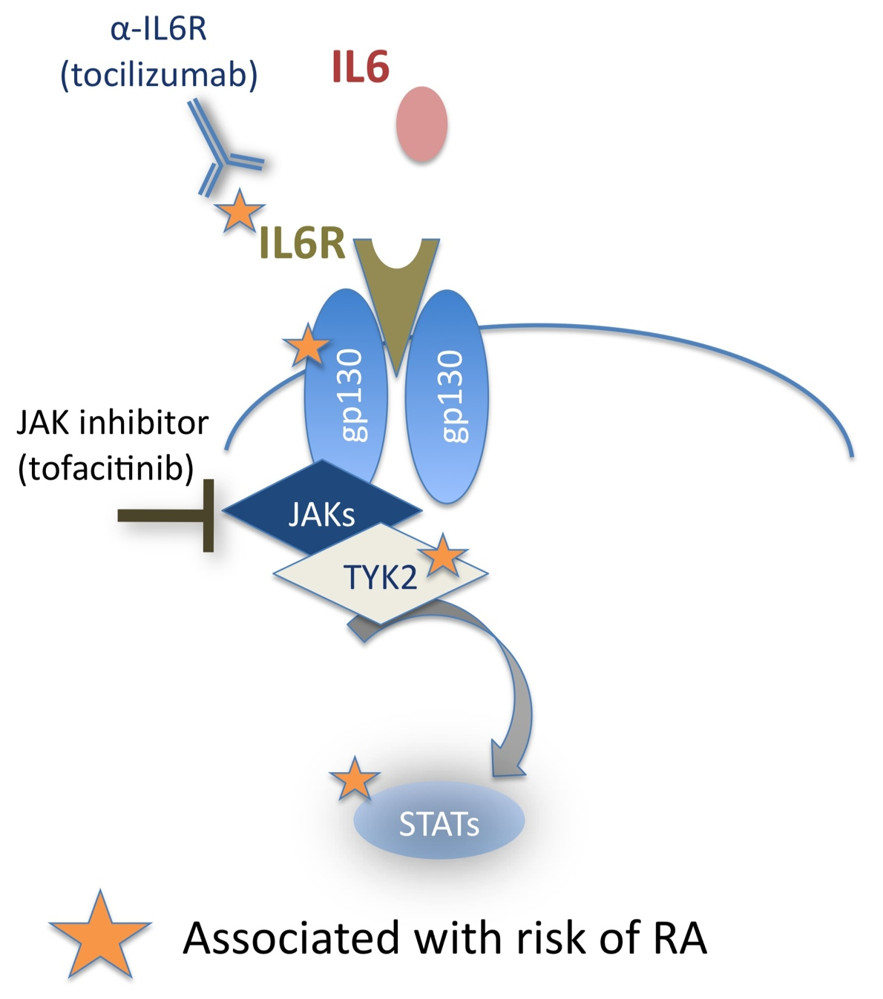 α-IL6R
(tocilizumab)
IL6
IL6R
gp130
gp130
JAK inhibitor
(tofacitinib)
JAKs
TYK2
STATs
Associated with risk of RA